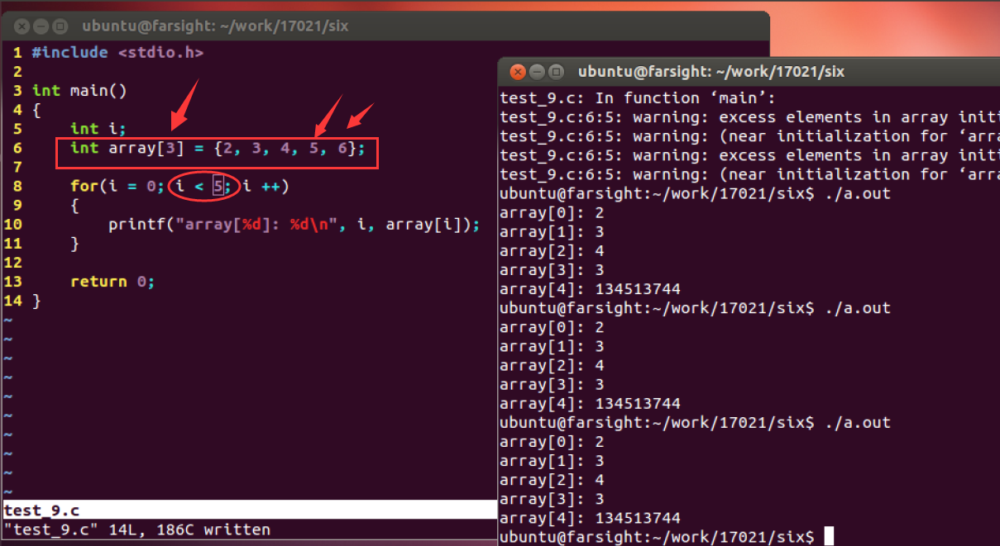 ubuntu@farsight: ~/work/17021/six
1 #include <stdio.h>
2
3 int main()
4 {
5     int i;
6     int array[3] = {2, 3, 4, 5, 6};
7
8     for(i = 0; i < 5; i ++)
9     {
10         printf("array[%d]: %d\n", i, array[i]);
11     }
12
13     return 0;
14 }
~
~
~
~
~
~
~
~
~
~
test_9.c
"test_9.c" 14L, 186C written
ubuntu@farsight: ~/work/17021/six
test_9.c: In function ‘main’:
test_9.c:6:5: warning: excess elements in array initi
test_9.c:6:5: warning: (near initialization for ‘arra
test_9.c:6:5: warning: excess elements in array initi
test_9.c:6:5: warning: (near initialization for ‘arra
ubuntu@farsight:~/work/17021/six$ ./a.out
array[0]: 2
array[1]: 3
array[2]: 4
array[3]: 3
array[4]: 134513744
ubuntu@farsight:~/work/17021/six$ ./a.out
array[0]: 2
array[1]: 3
array[2]: 4
array[3]: 3
array[4]: 134513744
ubuntu@farsight:~/work/17021/six$ ./a.out
array[0]: 2
array[1]: 3
array[2]: 4
array[3]: 3
array[4]: 134513744
ubuntu@farsight:~/work/17021/six$